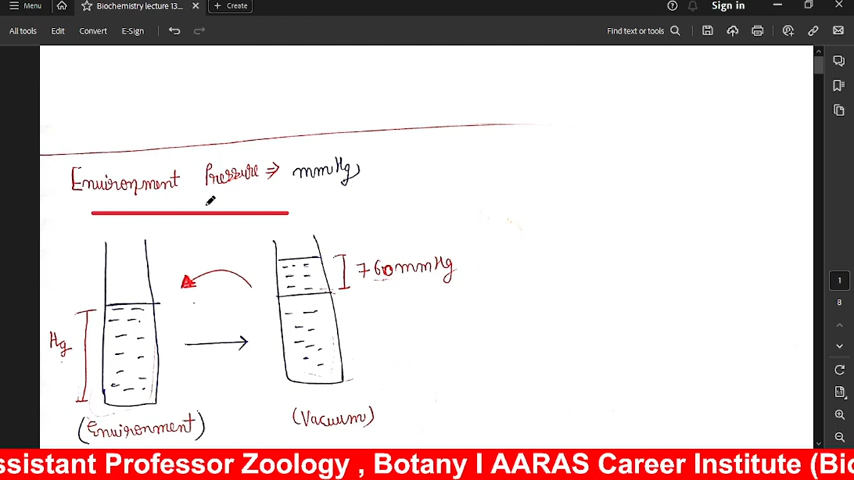 Menu
Biochemistry lecture 13...
Create
Sign in
All tools Edit Convert E-Sign
Find text or tools
Environment Pressure ⇒ mmHg
760mmHg
Hg
(Environment)
(Vacuum)
1
8
ssistant Professor Zoology , Botany I AARAS Career Institute (Bio